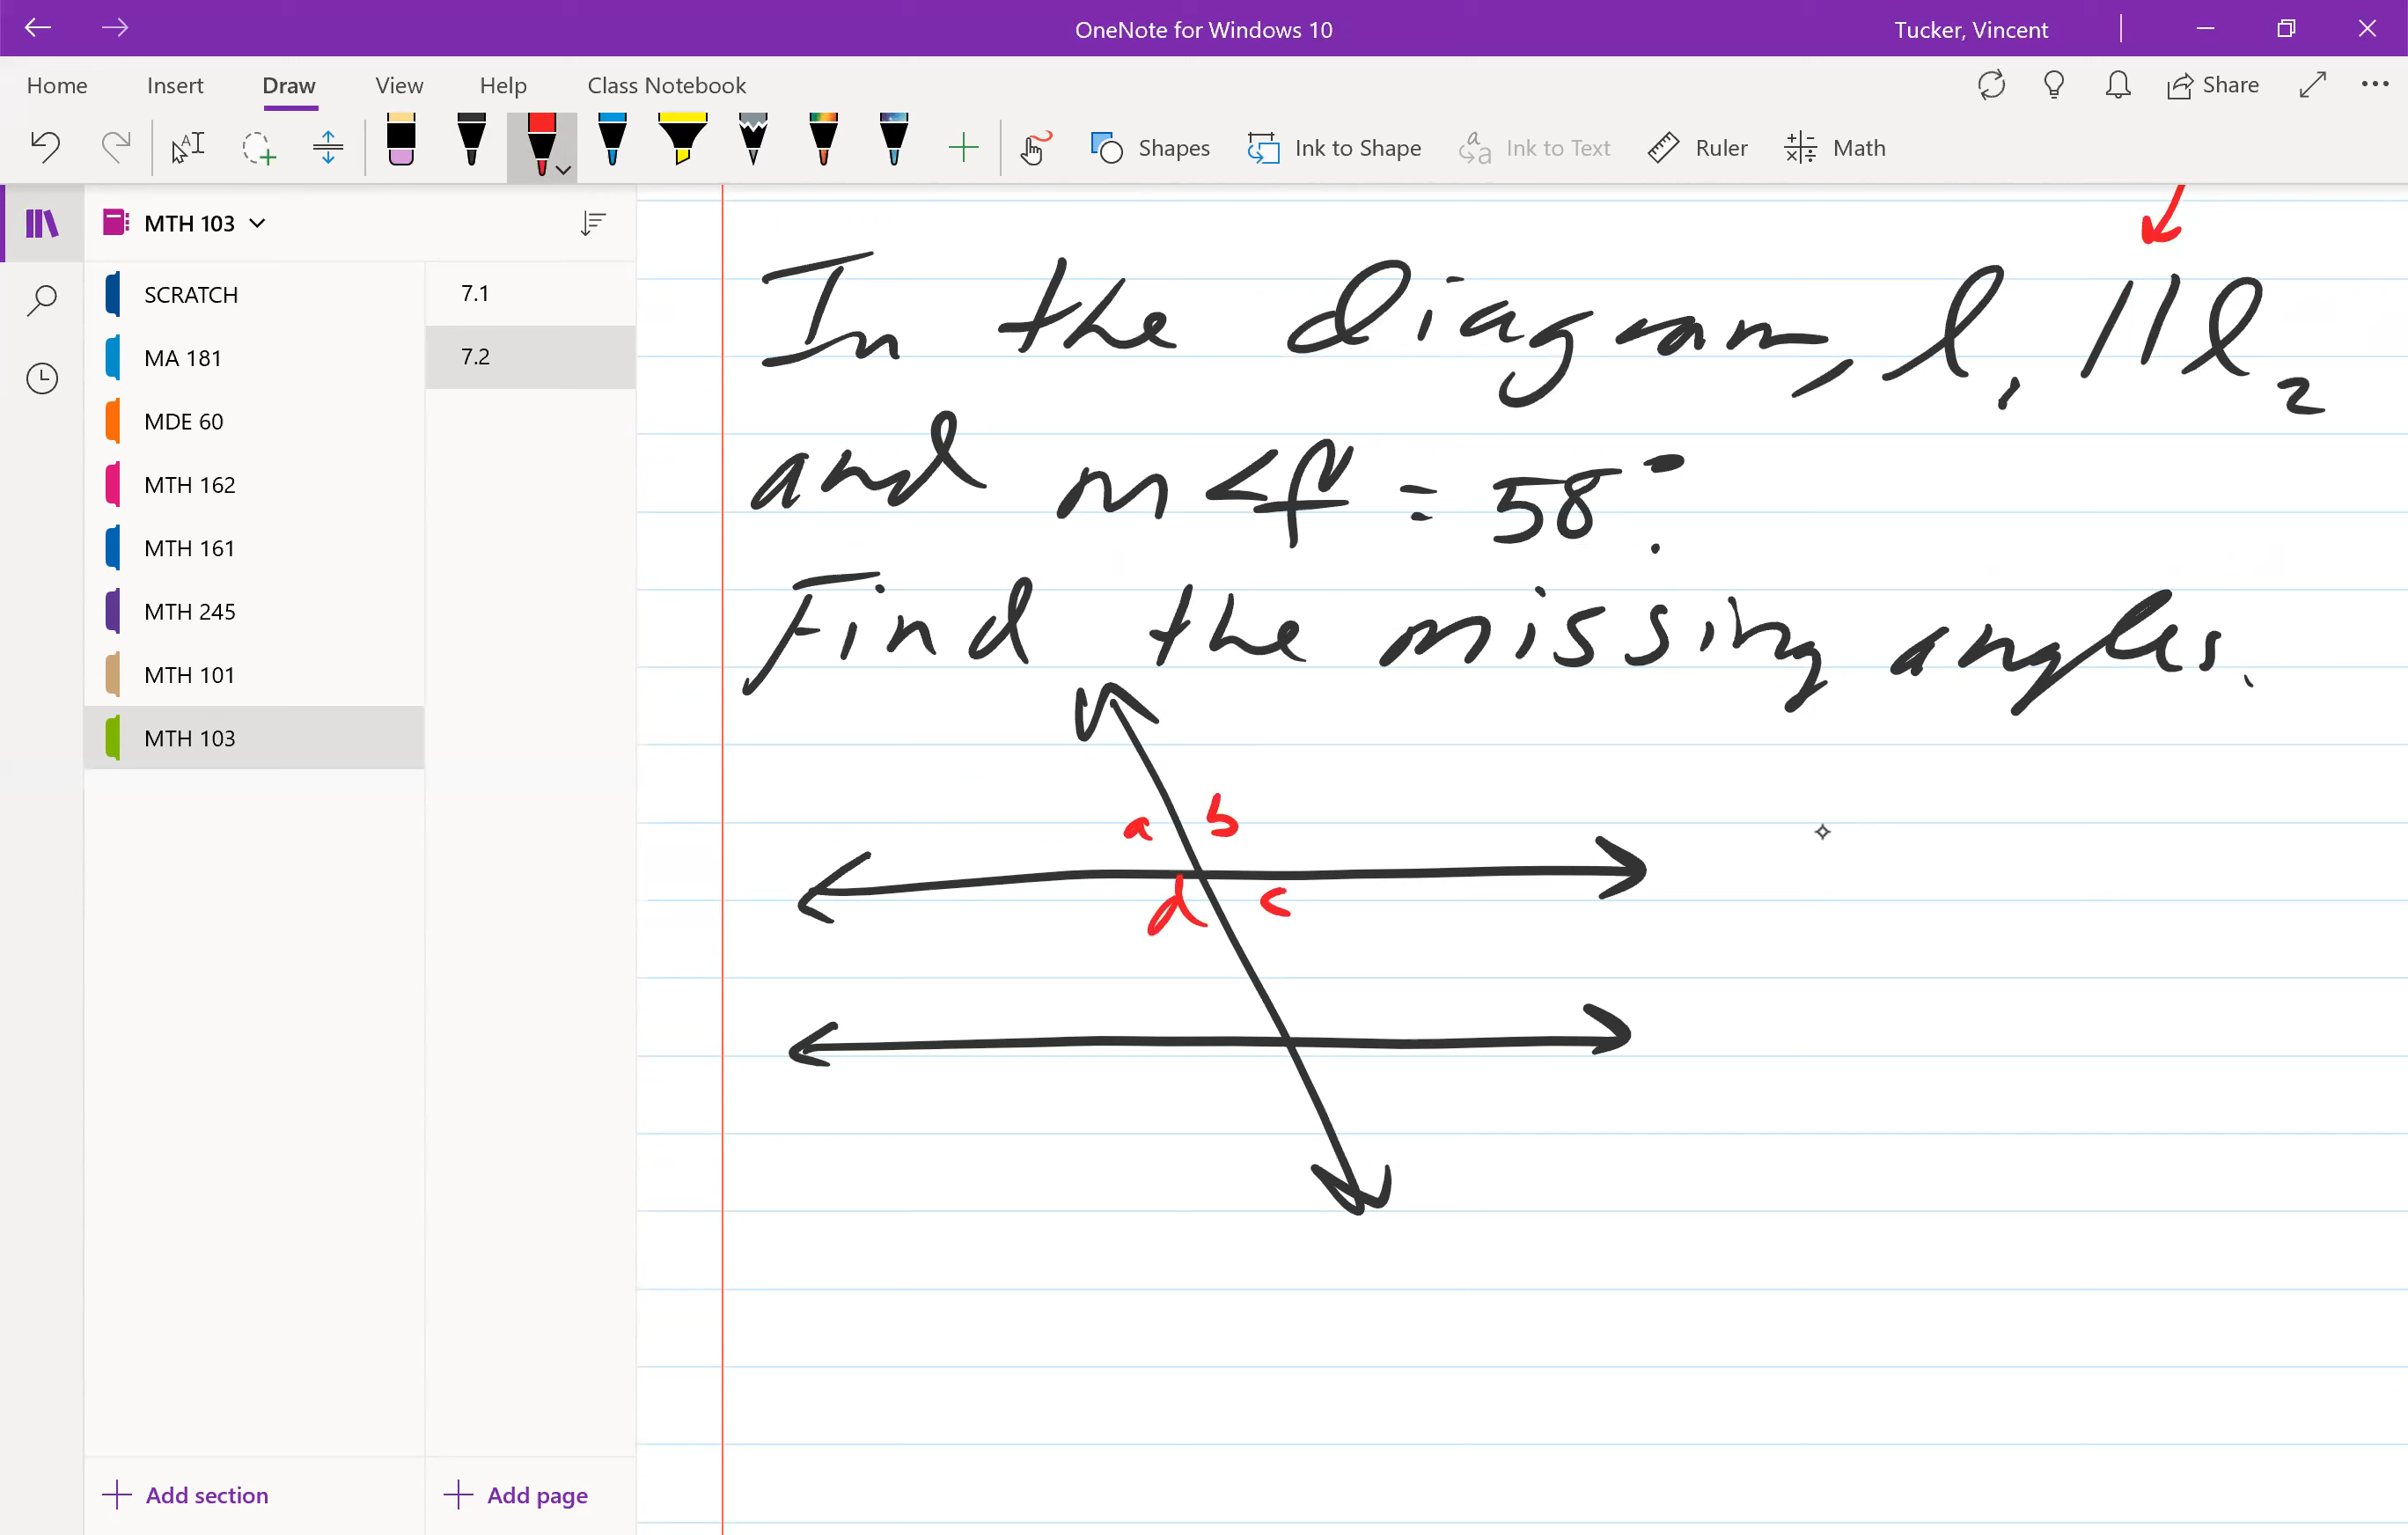 OneNote for Windows 10
Tucker, Vincent
Home Insert Draw View Help Class Notebook
Share
Shapes Ink to Shape Ink to Text Ruler Math
MTH 103
SCRATCH
MA 181
MDE 60
MTH 162
MTH 161
MTH 245
MTH 101
MTH 103
7.1
7.2
Add section
Add page
In the diagram, l₁ || l₂
and m<f = 58°.
Find the missing angles.
a b
d c